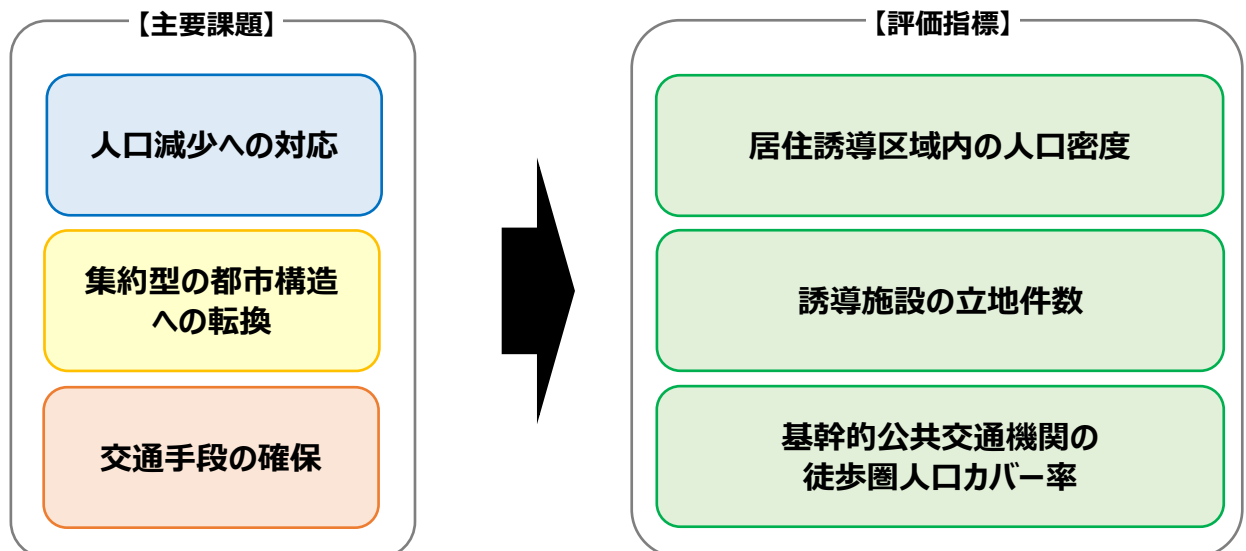 【主要課題】
人口減少への対応
集約型の都市構造
への転換
交通手段の確保
【評価指標】
居住誘導区域内の人口密度
誘導施設の立地件数
基幹的公共交通機関の
徒歩圏人口カバー率